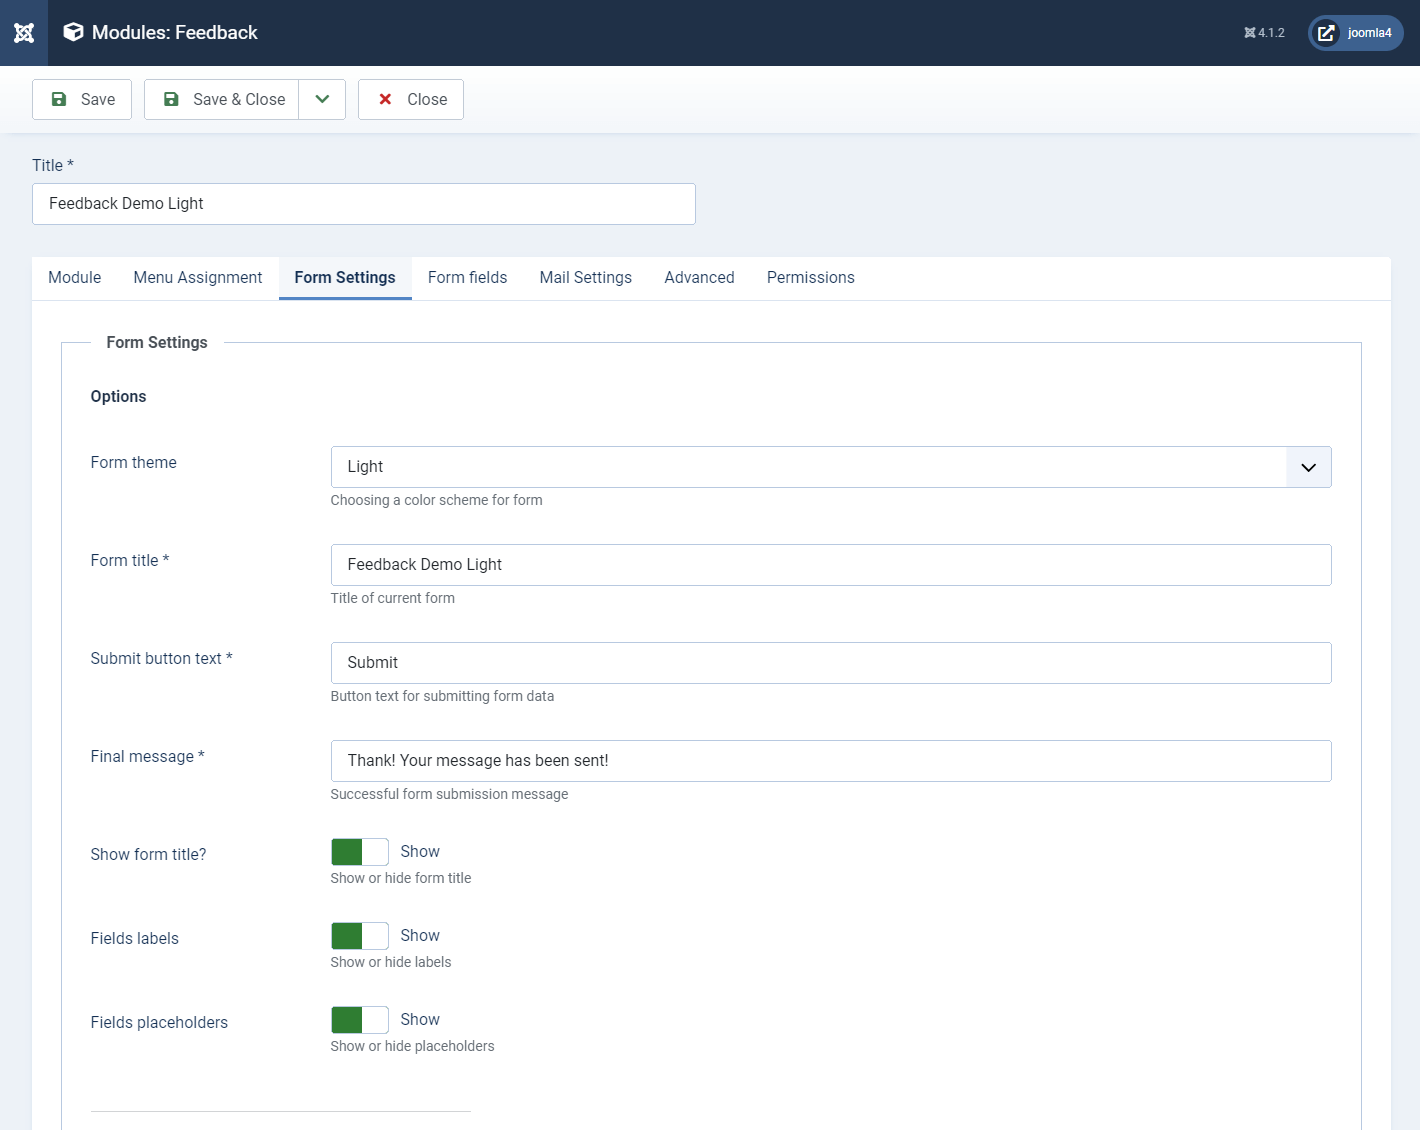 Modules: Feedback
4.1.2
joomla4
Save
Save & Close
Close
Title *
Feedback Demo Light
Module Menu Assignment Form Settings Form fields Mail Settings Advanced Permissions
Form Settings
Options
Form theme
Light
Choosing a color scheme for form
Form title *
Feedback Demo Light
Title of current form
Submit button text *
Submit
Button text for submitting form data
Final message *
Thank! Your message has been sent!
Successful form submission message
Show form title?
Show
Show or hide form title
Fields labels
Show
Show or hide labels
Fields placeholders
Show
Show or hide placeholders